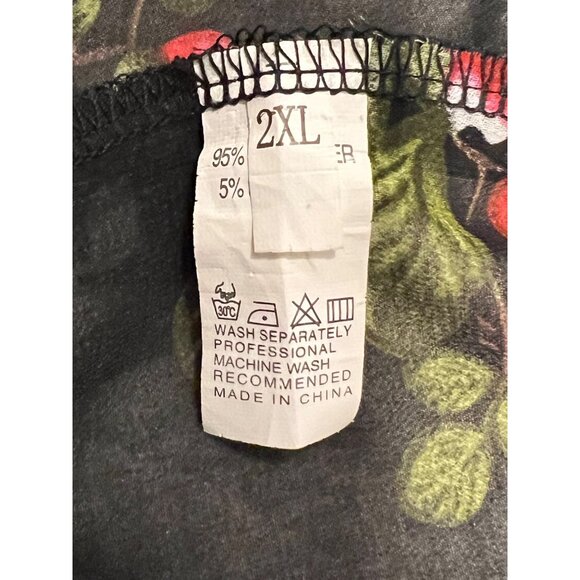 2XL
95% ER
5%
30°C
WASH SEPARATELY
PROFESSIONAL
MACHINE WASH
RECOMMENDED
MADE IN CHINA